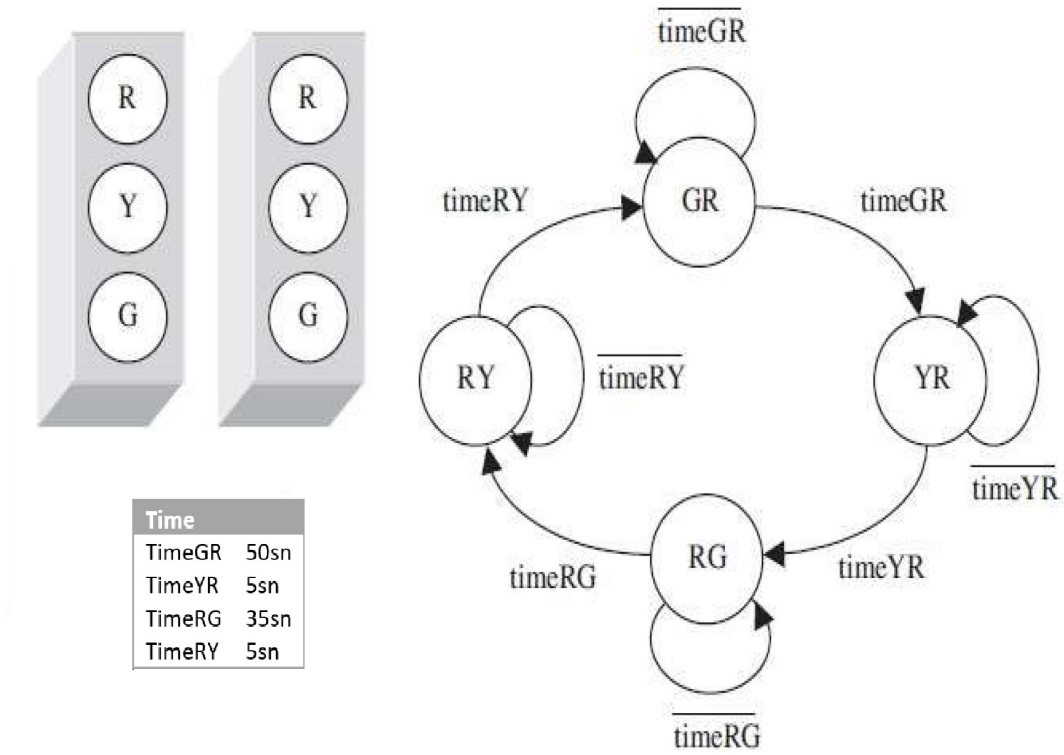 R
Y
G
R
Y
G
timeGR
GR
timeRY
timeGR
RY
timeRY
YR
timeYR
RG
timeRG
timeYR
timeRG
Time
TimeGR 50sn
TimeYR 5sn
TimeRG 35sn
TimeRY 5sn